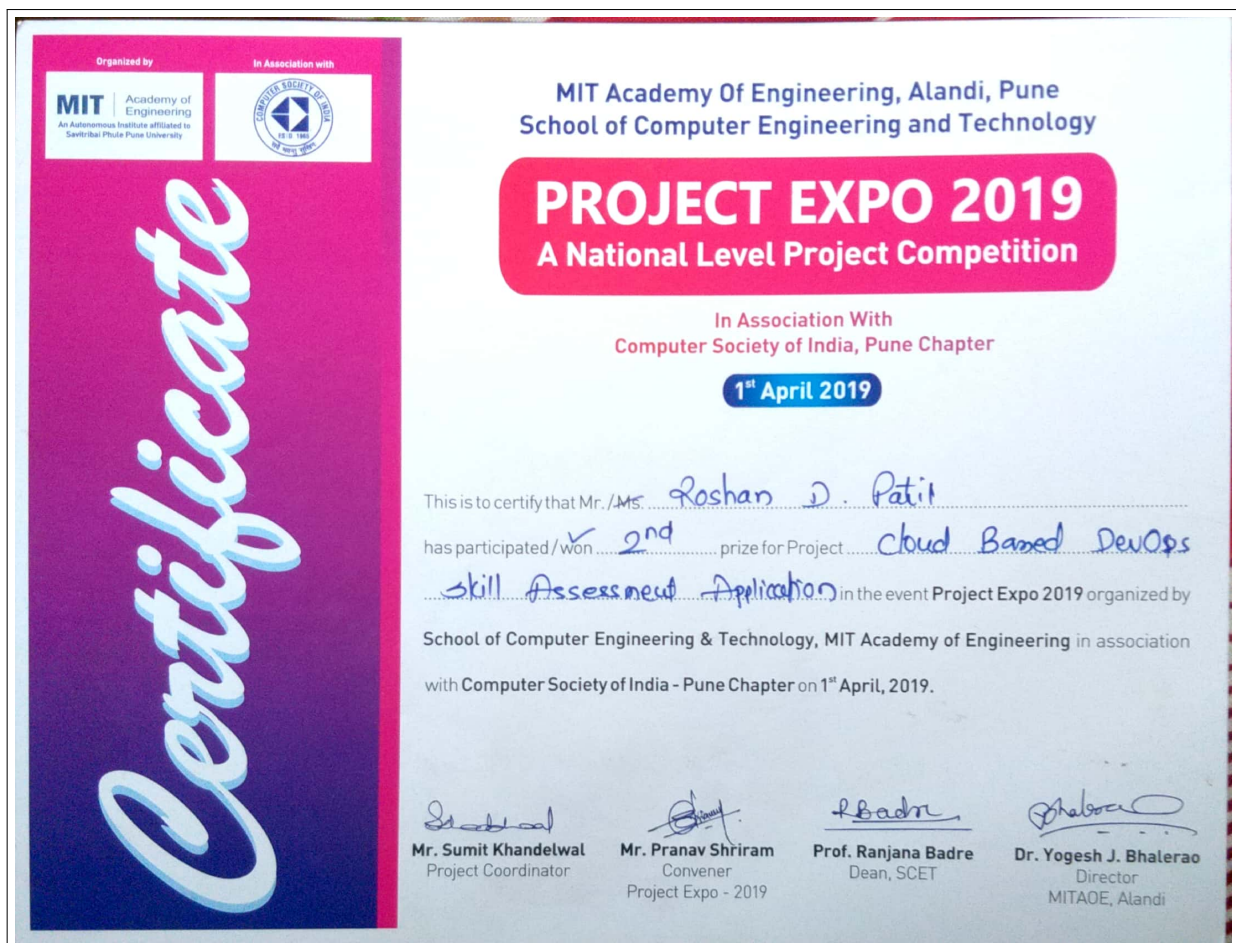 Organized by
In Association with
MIT
Academy of
Engineering
An Autonomous Institute affiliated to
Savitribai Phule Pune University
COMPUTER SOCIETY OF INDIA
ESTD 1965
Certificate
MIT Academy Of Engineering, Alandi, Pune
School of Computer Engineering and Technology
PROJECT EXPO 2019
A National Level Project Competition
In Association With
Computer Society of India, Pune Chapter
1st April 2019
This is to certify that Mr./Ms. Roshan D. Patil
has participated/won 2nd prize for Project Cloud Based DevOps
Skill Assessment Application in the event Project Expo 2019 organized by
School of Computer Engineering & Technology, MIT Academy of Engineering in association
with Computer Society of India - Pune Chapter on 1st April, 2019.
RBadre
Mr. Sumit Khandelwal
Project Coordinator
Mr. Pranav Shriram
Convener
Project Expo - 2019
Prof. Ranjana Badre
Dean, SCET
Dr. Yogesh J. Bhalerao
Director
MITAOE, Alandi